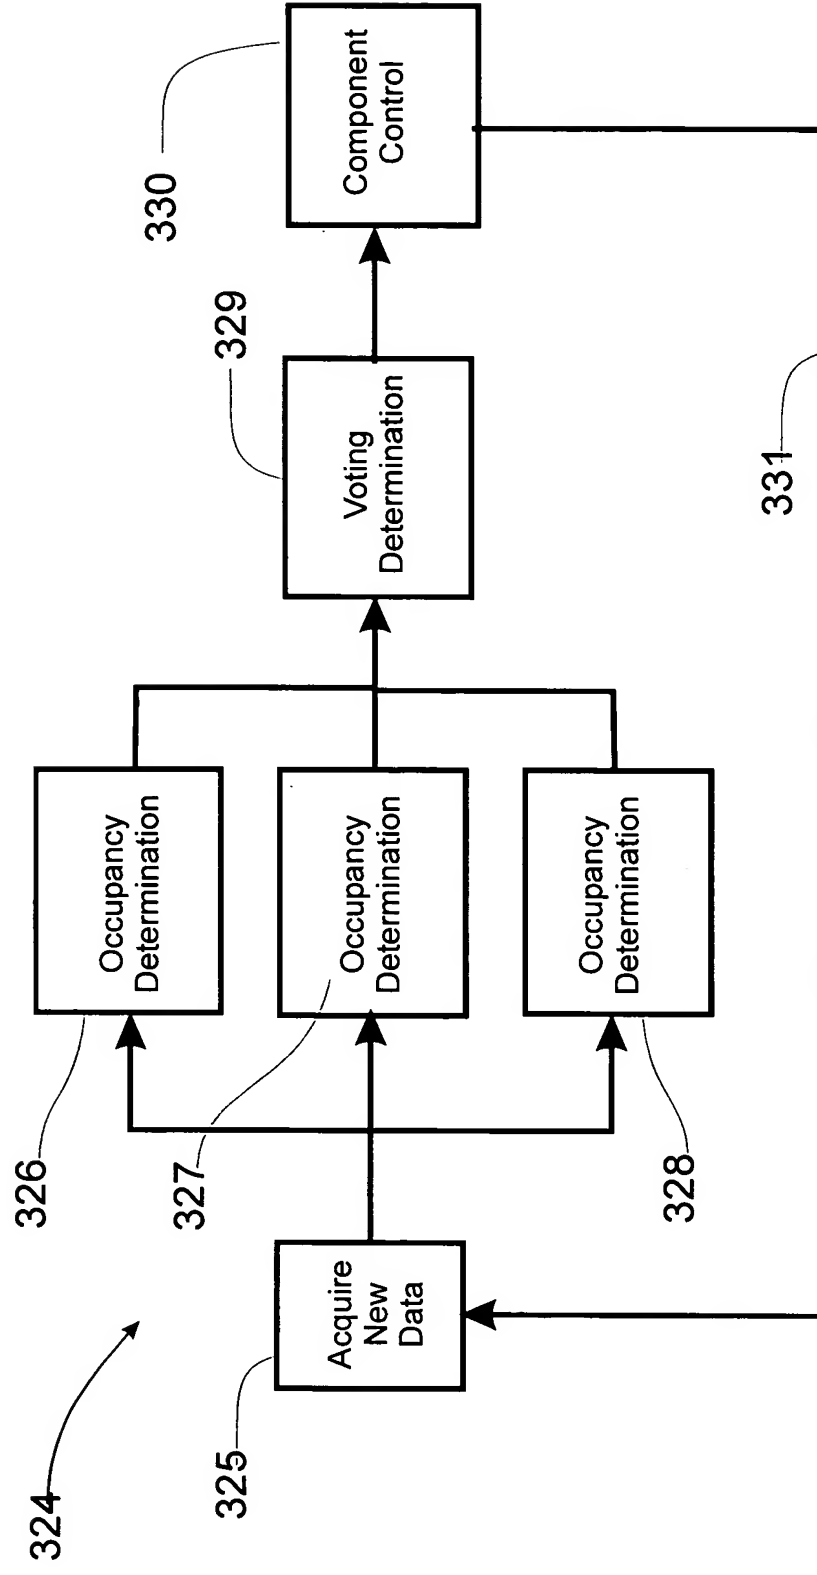 324
325
Acquire
New
Data
326
327
328
Occupancy
Determination
Occupancy
Determination
Occupancy
Determination
329
Voting
Determination
330
Component
Control
331